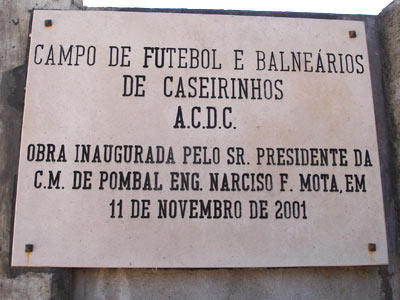 CAMPO DE FUTEBOL E BALNEÁRIOS
DE CASEIRINHOS
A.C.D.C.
OBRA INAUGURADA PELO SR. PRESIDENTE DA
C.M. DE POMBAL ENG. NARCISO F. MOTA, EM
11 DE NOVEMBRO DE 2001